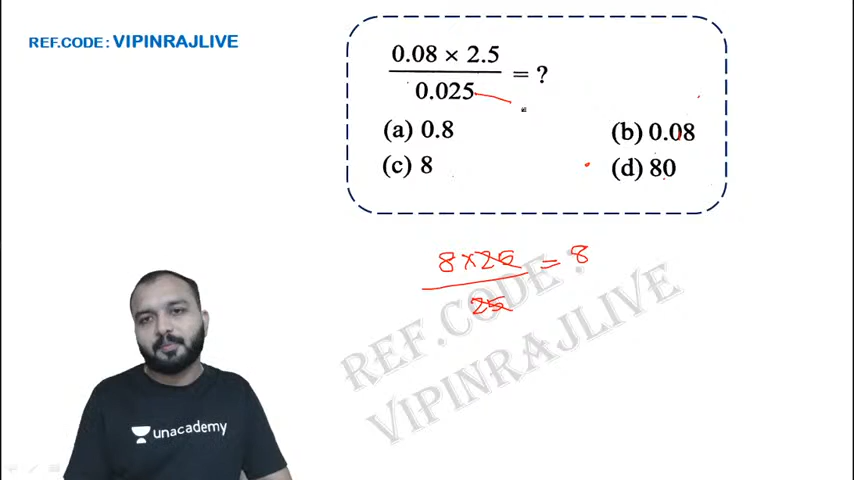 REF.CODE: VIPINRAJLIVE
0.08 × 2.5
0.025
= ?
(a) 0.8
(b) 0.08
(c) 8
(d) 80
8×25
25
= 8
REF.CODE :
VIPINRAJLIVE
unacademy